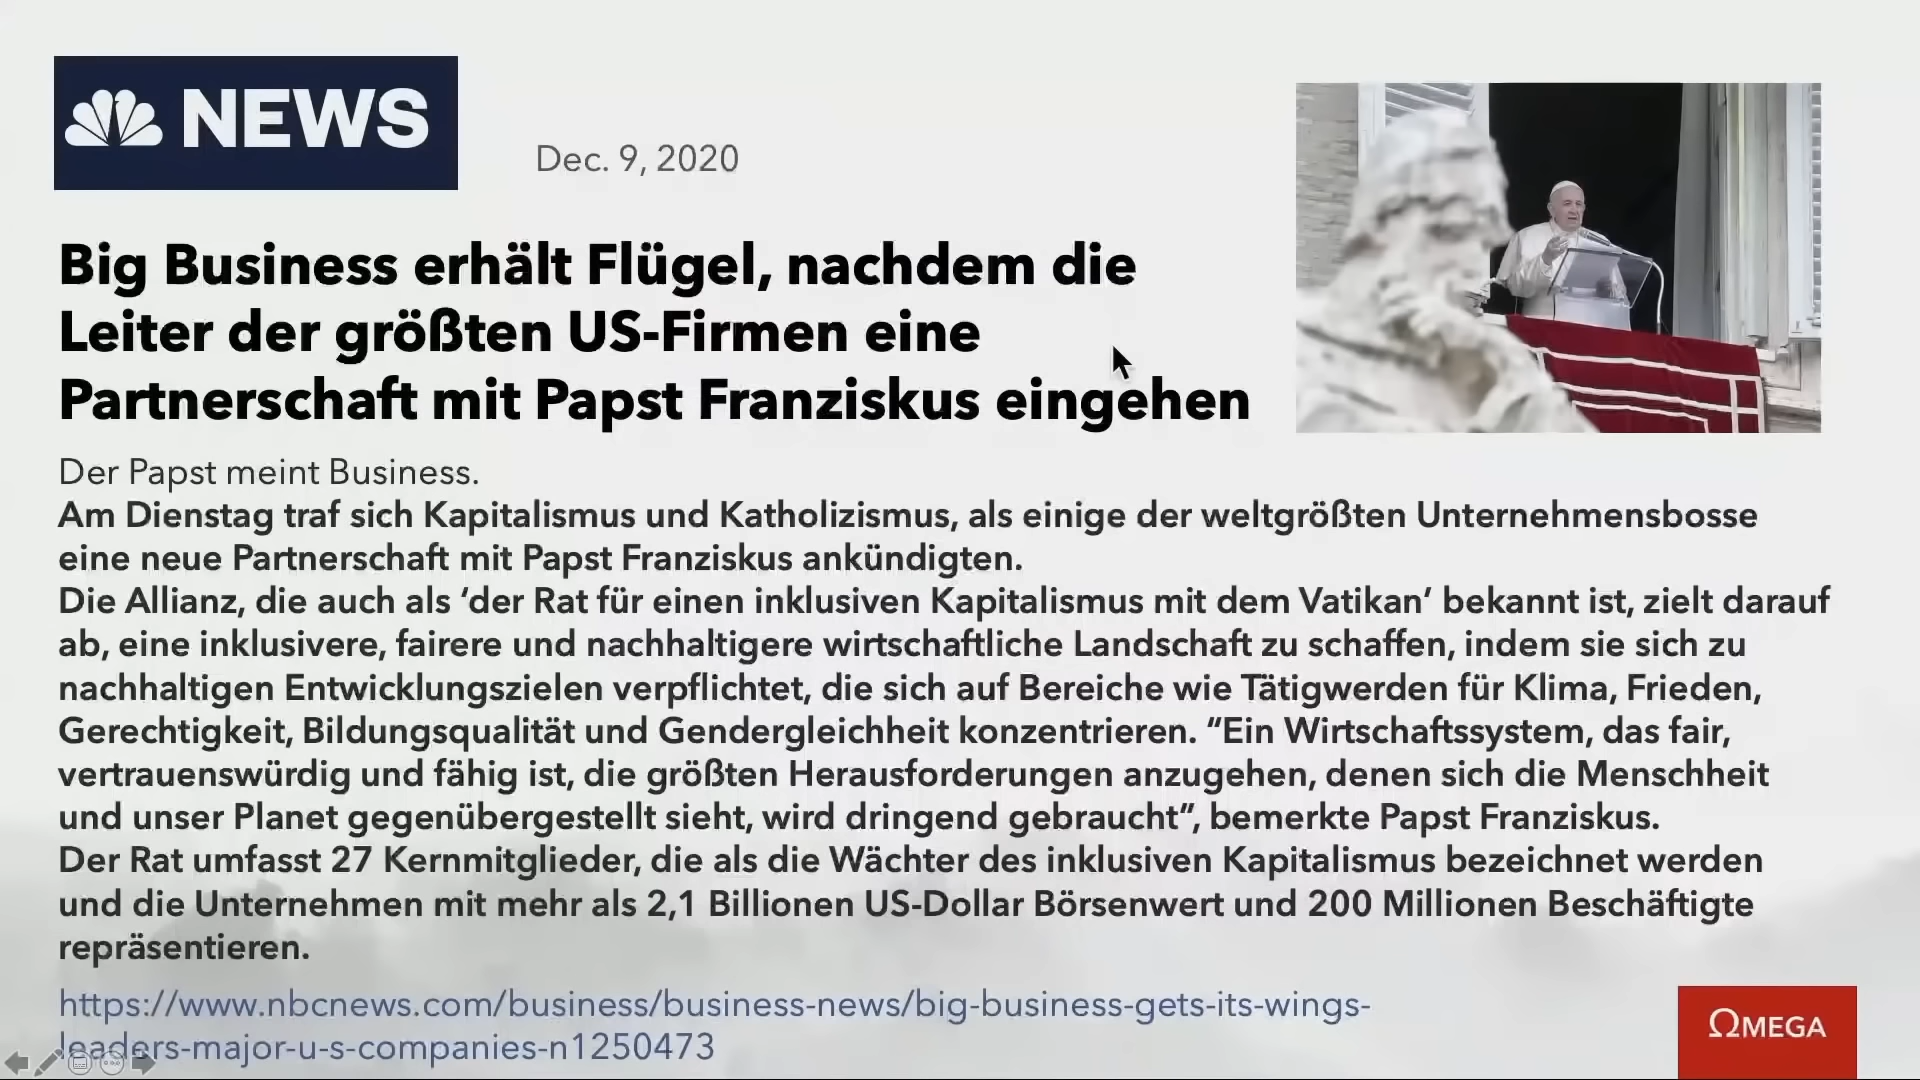 NEWS
Dec. 9, 2020
Big Business erhält Flügel, nachdem die
Leiter der größten US-Firmen eine
Partnerschaft mit Papst Franziskus eingehen
Der Papst meint Business.
Am Dienstag traf sich Kapitalismus und Katholizismus, als einige der weltgrößten Unternehmensbosse
eine neue Partnerschaft mit Papst Franziskus ankündigten.
Die Allianz, die auch als ‘der Rat für einen inklusiven Kapitalismus mit dem Vatikan’ bekannt ist, zielt darauf
ab, eine inklusivere, fairere und nachhaltigere wirtschaftliche Landschaft zu schaffen, indem sie sich zu
nachhaltigen Entwicklungszielen verpflichtet, die sich auf Bereiche wie Tätigwerden für Klima, Frieden,
Gerechtigkeit, Bildungsqualität und Gendergleichheit konzentrieren. “Ein Wirtschaftssystem, das fair,
vertrauenswürdig und fähig ist, die größten Herausforderungen anzugehen, denen sich die Menschheit
und unser Planet gegenübergestellt sieht, wird dringend gebraucht”, bemerkte Papst Franziskus.
Der Rat umfasst 27 Kernmitglieder, die als die Wächter des inklusiven Kapitalismus bezeichnet werden
und die Unternehmen mit mehr als 2,1 Billionen US-Dollar Börsenwert und 200 Millionen Beschäftigte
repräsentieren.
https://www.nbcnews.com/business/business-news/big-business-gets-its-wings-
leaders-major-u-s-companies-n1250473
ΩMEGA